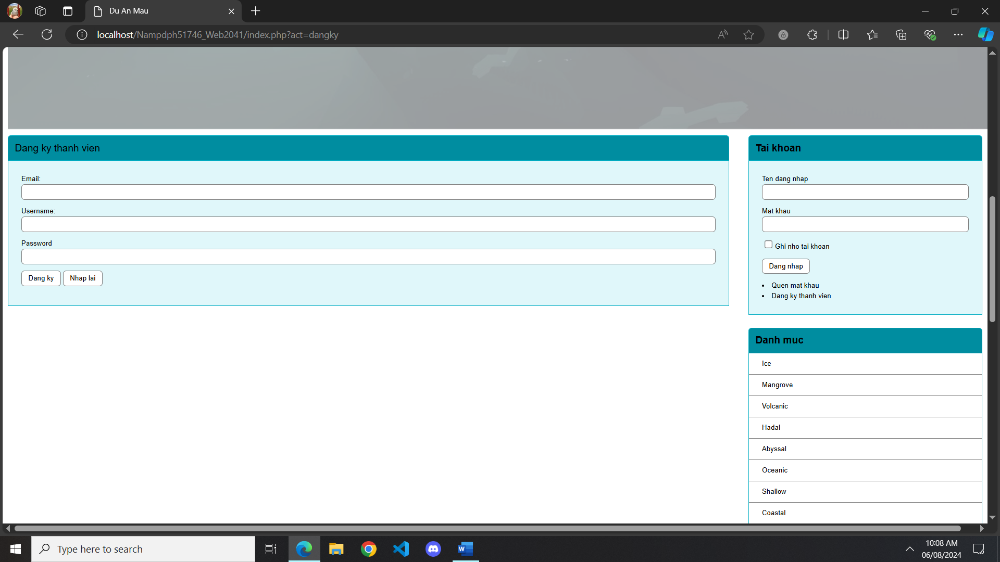 Du An Mau
localhost/Nampdph51746_Web2041/index.php?act=dangky
Dang ky thanh vien
Email:
Username:
Password
Dang ky
Nhap lai
Tai khoan
Ten dang nhap
Mat khau
Ghi nho tai khoan
Dang nhap
Quen mat khau
Dang ky thanh vien
Danh muc
Ice
Mangrove
Volcanic
Hadal
Abyssal
Oceanic
Shallow
Coastal
Type here to search
10:08 AM
06/08/2024